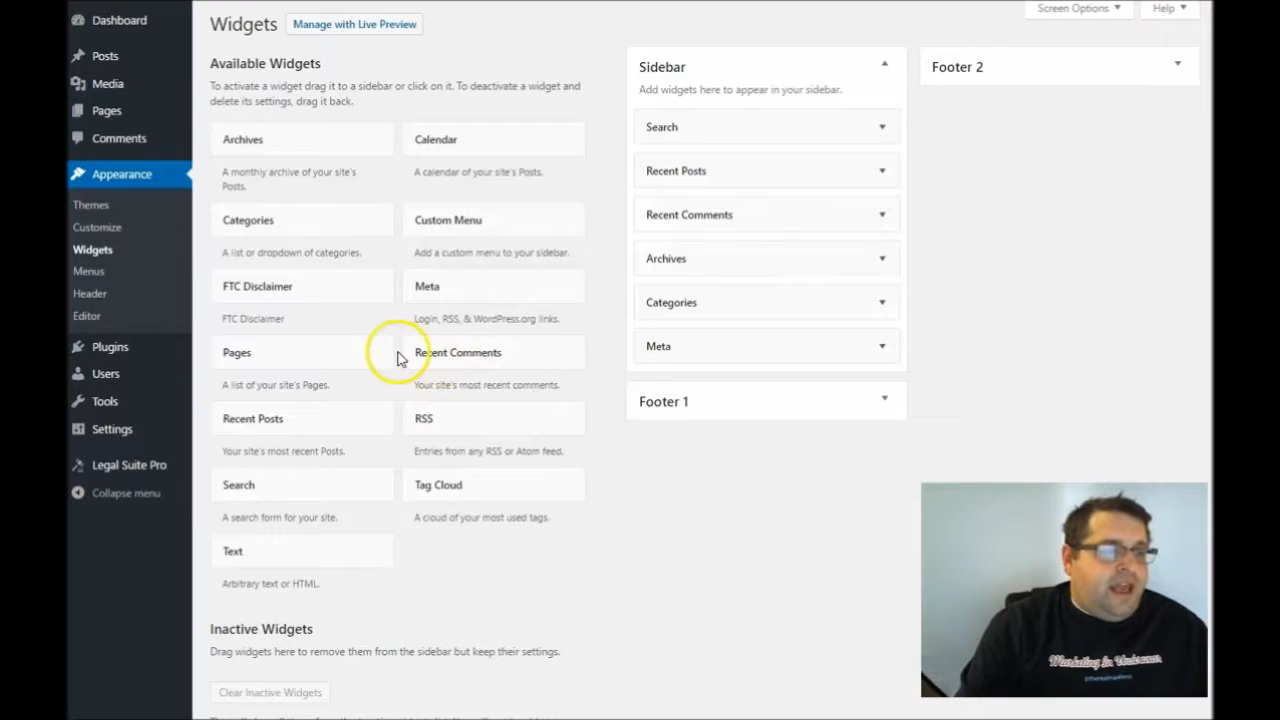 Dashboard
Posts
Media
Pages
Comments
Appearance
Themes
Customize
Widgets
Menus
Header
Editor
Plugins
Users
Tools
Settings
Legal Suite Pro
Collapse menu
Widgets
Manage with Live Preview
Screen Options
Help
Available Widgets
To activate a widget drag it to a sidebar or click on it. To deactivate a widget and
delete its settings, drag it back.
Archives
A monthly archive of your site's
Posts.
Calendar
A calendar of your site's Posts.
Categories
A list or dropdown of categories.
Custom Menu
Add a custom menu to your sidebar.
FTC Disclaimer
FTC Disclaimer
Meta
Login, RSS, & WordPress.org links.
Pages
A list of your site's Pages.
Recent Comments
Your site's most recent comments.
Recent Posts
Your site's most recent Posts.
RSS
Entries from any RSS or Atom feed.
Search
A search form for your site.
Tag Cloud
A cloud of your most used tags.
Text
Arbitrary text or HTML.
Inactive Widgets
Drag widgets here to remove them from the sidebar but keep their settings.
Clear Inactive Widgets
Sidebar
Add widgets here to appear in your sidebar.
Search
Recent Posts
Recent Comments
Archives
Categories
Meta
Footer 1
Footer 2
Marketing In Underwear